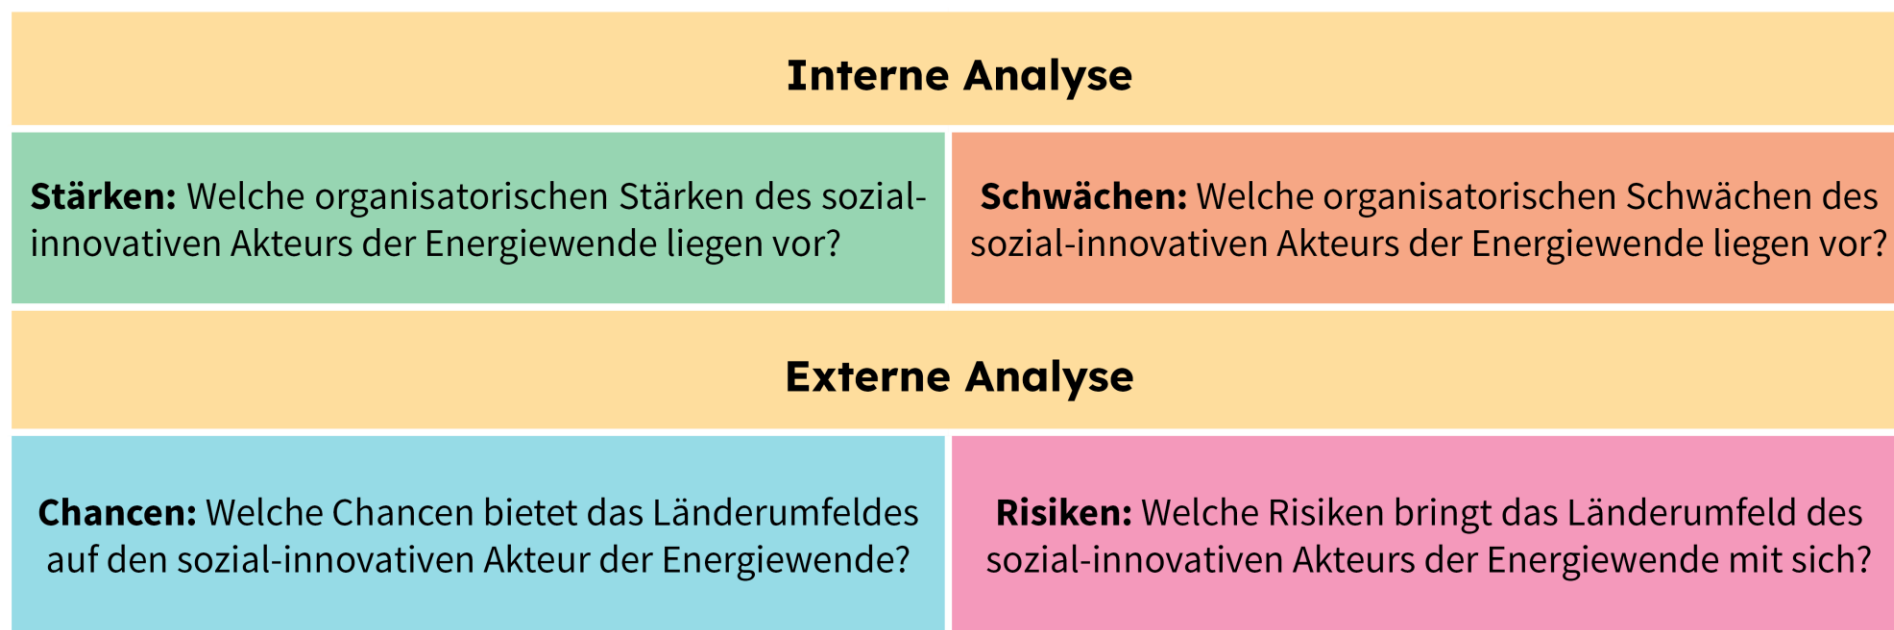 Interne Analyse
Stärken: Welche organisatorischen Stärken des sozial-
innovativen Akteurs der Energiewende liegen vor?
Schwächen: Welche organisatorischen Schwächen des
sozial-innovativen Akteurs der Energiewende liegen vor?
Externe Analyse
Chancen: Welche Chancen bietet das Länderumfeldes
auf den sozial-innovativen Akteur der Energiewende?
Risiken: Welche Risiken bringt das Länderumfeld des
sozial-innovativen Akteurs der Energiewende mit sich?